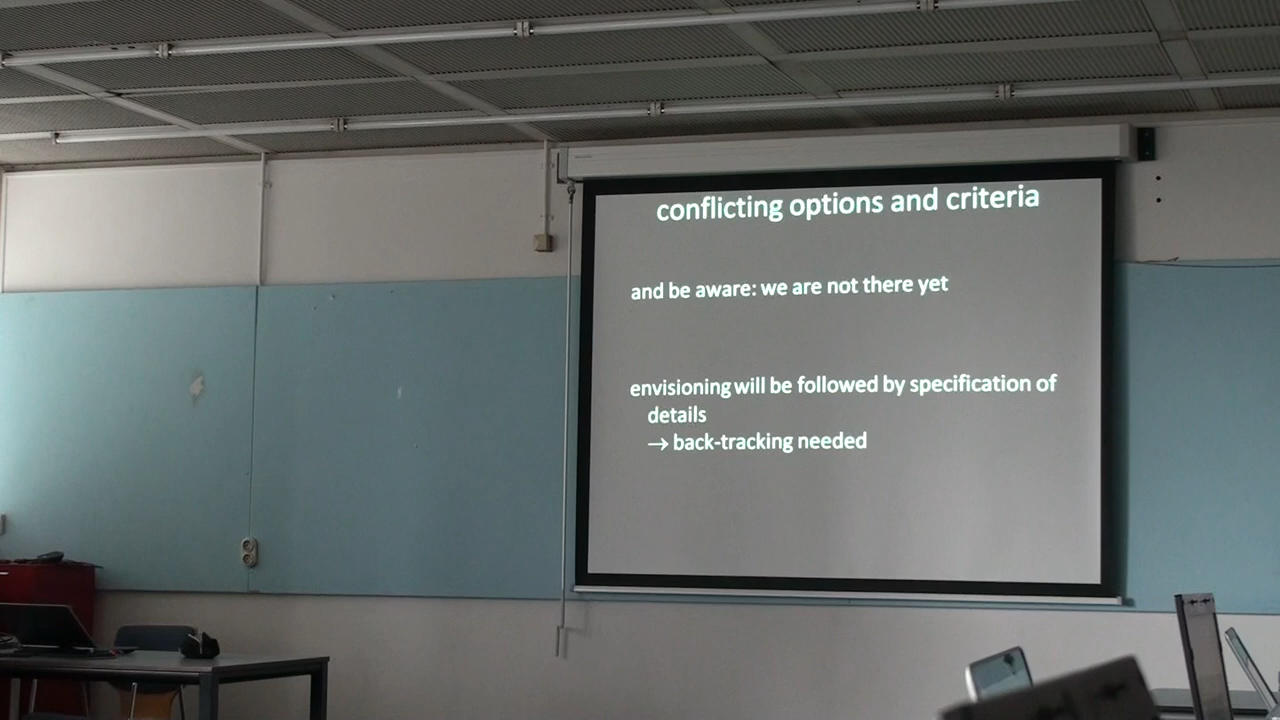 conflicting options and criteria
and be aware: we are not there yet
envisioning will be followed by specification of
details
→ back-tracking needed